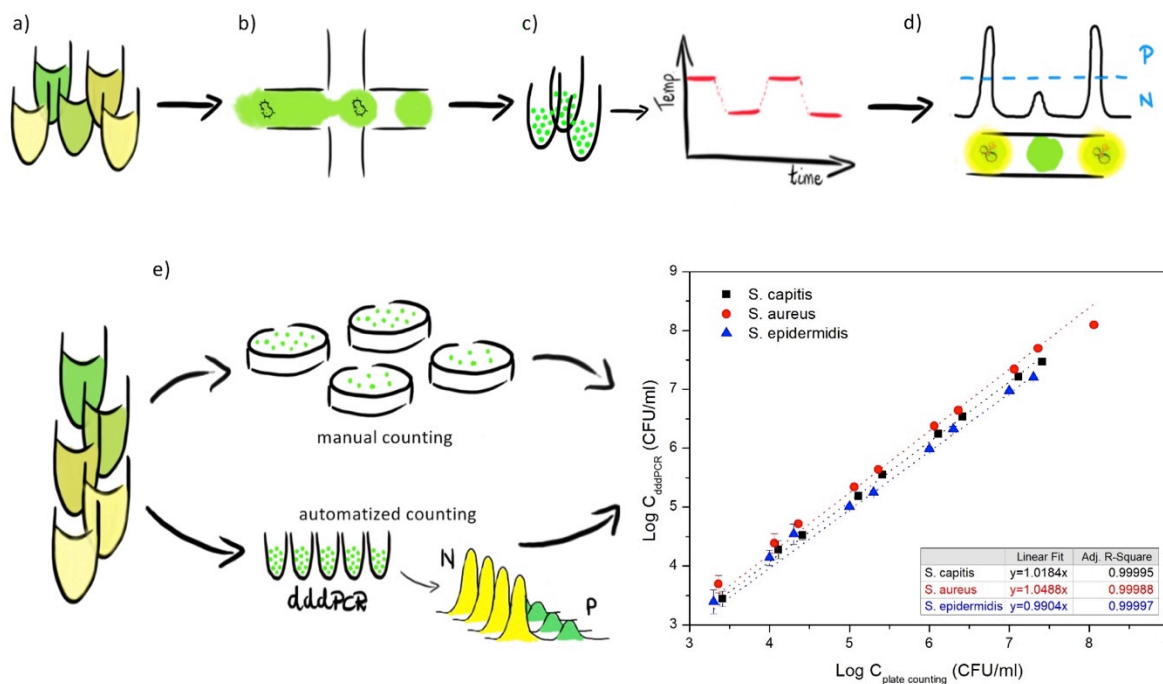 a)
b)
c)
d)
Temp
time
P
N
e)
manual counting
automatized counting
dddPCR
N
P
9
8
7
6
5
4
3
3 4 5 6 7 8
Log C dddPCR (CFU/ml)
Log C plate counting (CFU/ml)
S. capitis
S. aureus
S. epidermidis
Linear Fit Adj. R-Square
S. capitis y=1.0184x 0.99995
S. aureus y=1.0488x 0.99988
S. epidermidis y=0.9904x 0.99997